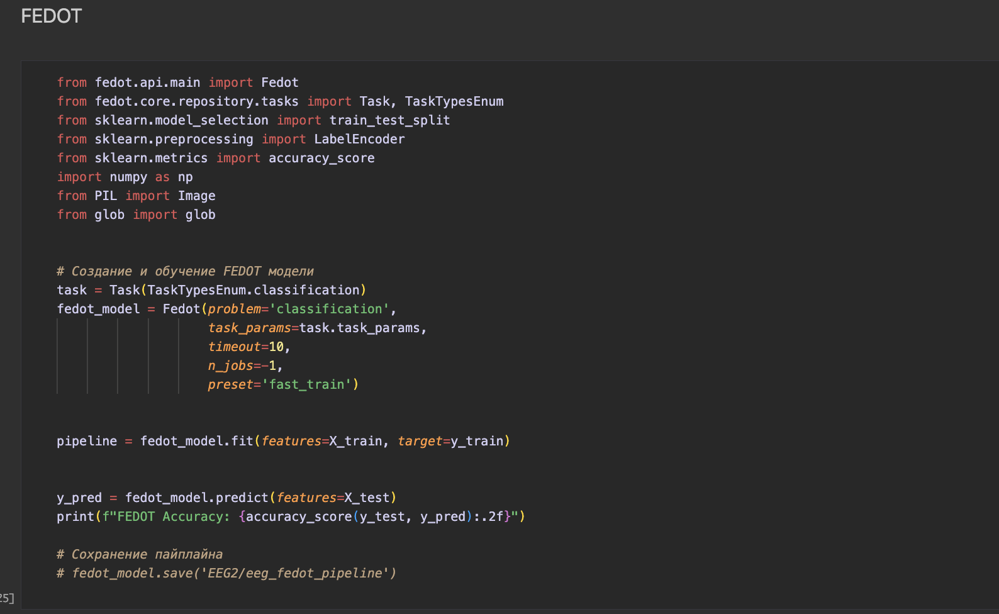 FEDOT
from fedot.api.main import Fedot
from fedot.core.repository.tasks import Task, TaskTypesEnum
from sklearn.model_selection import train_test_split
from sklearn.preprocessing import LabelEncoder
from sklearn.metrics import accuracy_score
import numpy as np
from PIL import Image
from glob import glob
# Создание и обучение FEDOT модели
task = Task(TaskTypesEnum.classification)
fedot_model = Fedot(problem='classification',
task_params=task.task_params,
timeout=10,
n_jobs=-1,
preset='fast_train')
pipeline = fedot_model.fit(features=X_train, target=y_train)
y_pred = fedot_model.predict(features=X_test)
print(f"FEDOT Accuracy: {accuracy_score(y_test, y_pred):.2f}")
# Сохранение пайплайна
# fedot_model.save('EEG2/eeg_fedot_pipeline')
25]